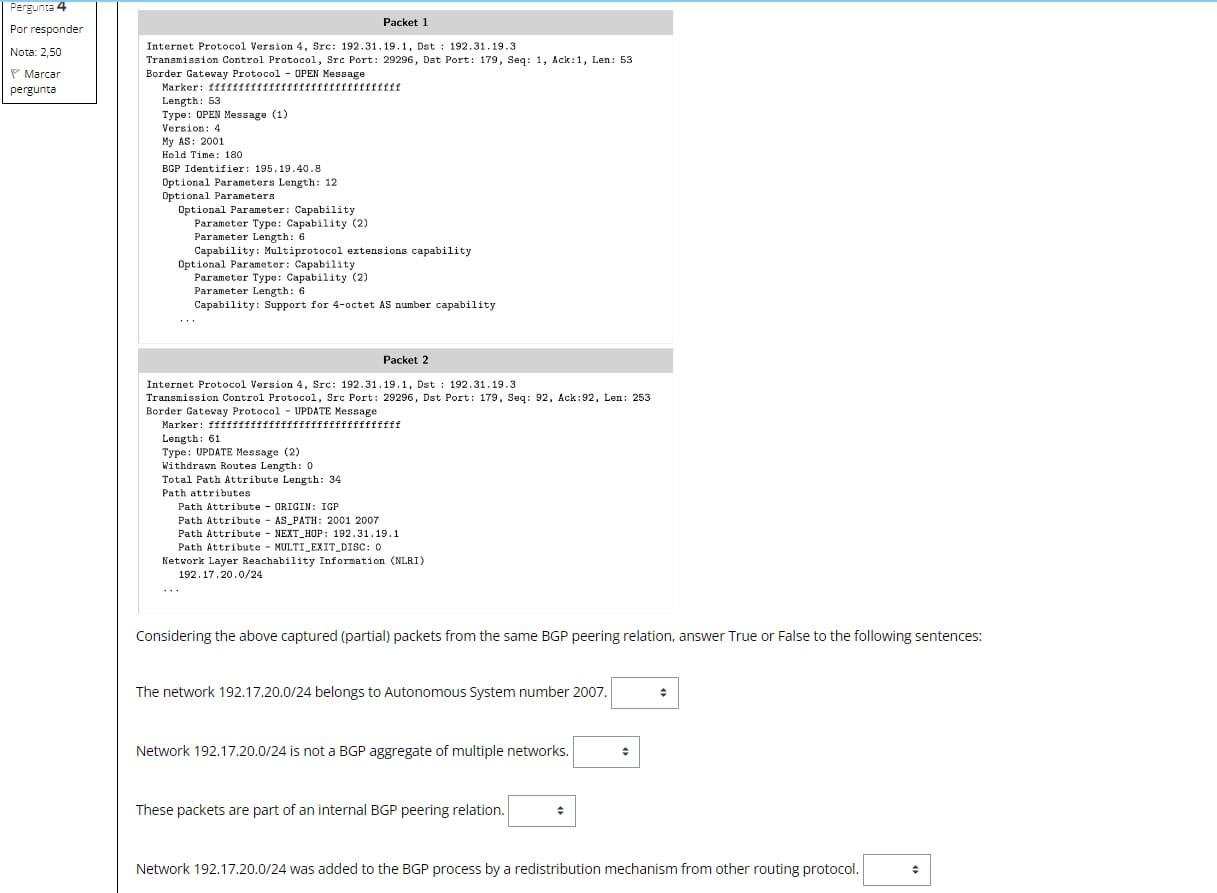 Pergunta 4
Por responder
Nota: 2,50
Marcar
pergunta
Packet 1
Internet Protocol Version 4, Src: 192.31.19.1, Dst : 192.31.19.3
Transmission Control Protocol, Src Port: 29296, Dst Port: 179, Seq: 1, Ack:1, Len: 53
Border Gateway Protocol - OPEN Message
Marker: ffffffffffffffffffffffffffffffff
Length: 53
Type: OPEN Message (1)
Version: 4
My AS: 2001
Hold Time: 180
BGP Identifier: 195.19.40.8
Optional Parameters Length: 12
Optional Parameters
Optional Parameter: Capability
Parameter Type: Capability (2)
Parameter Length: 6
Capability: Multiprotocol extensions capability
Optional Parameter: Capability
Parameter Type: Capability (2)
Parameter Length: 6
Capability: Support for 4-octet AS number capability
...
Packet 2
Internet Protocol Version 4, Src: 192.31.19.1, Dst : 192.31.19.3
Transmission Control Protocol, Src Port: 29296, Dst Port: 179, Seq: 92, Ack:92, Len: 253
Border Gateway Protocol - UPDATE Message
Marker: ffffffffffffffffffffffffffffffff
Length: 61
Type: UPDATE Message (2)
Withdrawn Routes Length: 0
Total Path Attribute Length: 34
Path attributes
Path Attribute - ORIGIN: IGP
Path Attribute - AS_PATH: 2001 2007
Path Attribute - NEXT_HOP: 192.31.19.1
Path Attribute - MULTI_EXIT_DISC: 0
Network Layer Reachability Information (NLRI)
192.17.20.0/24
...
Considering the above captured (partial) packets from the same BGP peering relation, answer True or False to the following sentences:
The network 192.17.20.0/24 belongs to Autonomous System number 2007.
Network 192.17.20.0/24 is not a BGP aggregate of multiple networks.
These packets are part of an internal BGP peering relation.
Network 192.17.20.0/24 was added to the BGP process by a redistribution mechanism from other routing protocol.